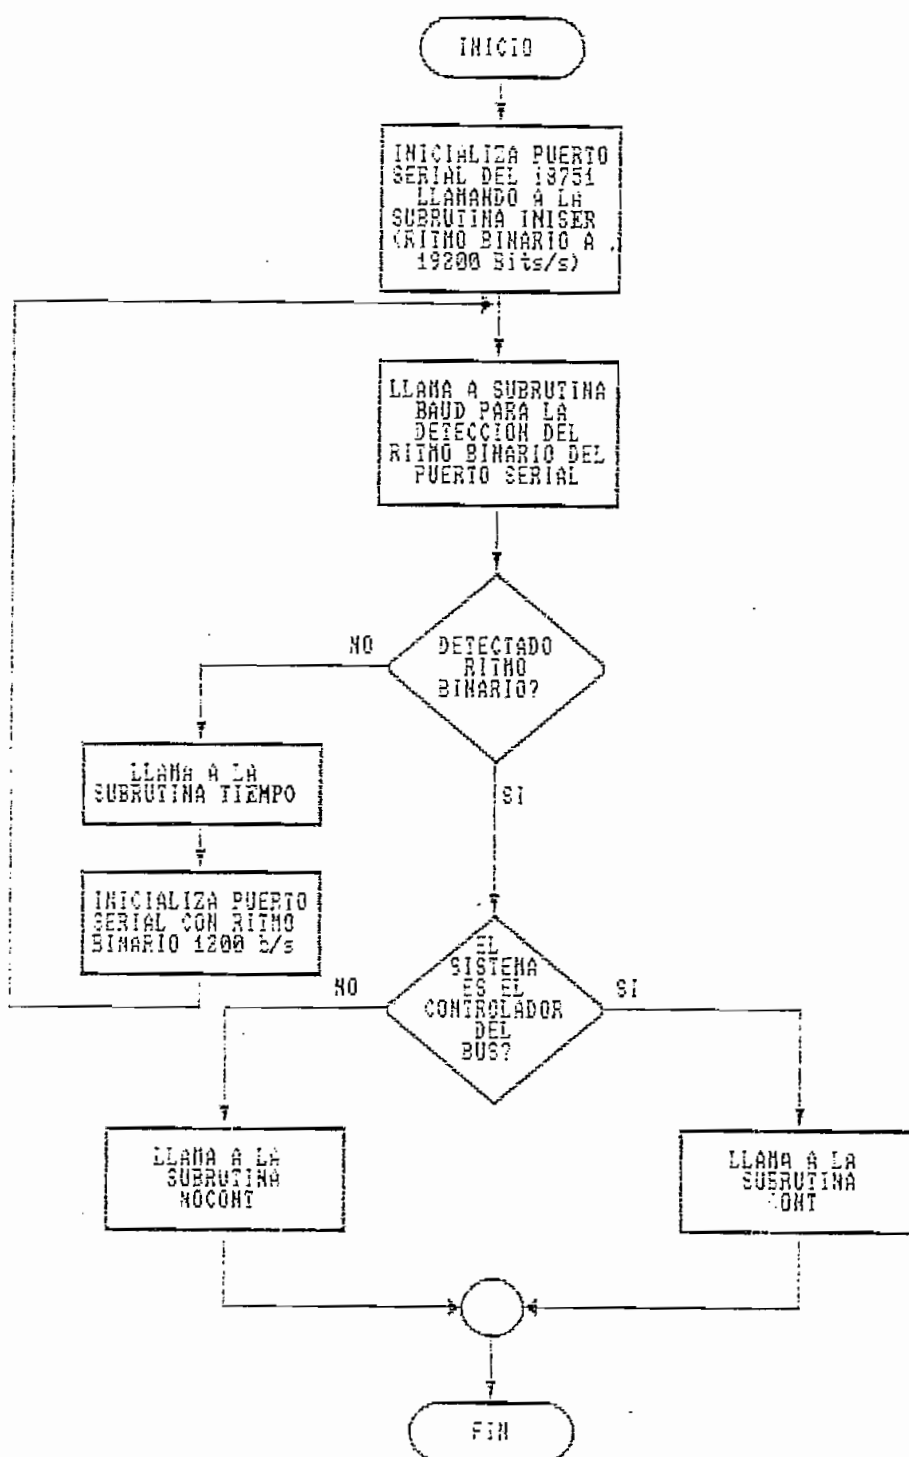 INICIO
INICIALIZA PUERTO
SERIAL DEL i8751
LLAMANDO A LA
SUBRUTINA INISER
(RITMO BINARIO A
19200 Bits/s)
LLAMA A SUBRUTINA
BAUD PARA LA
DETECCION DEL
RITMO BINARIO DEL
PUERTO SERIAL
DETECTADO
RITMO
BINARIO?
NO
SI
LLAMA A LA
SUBRUTINA TIEMPO
INICIALIZA PUERTO
SERIAL CON RITMO
BINARIO 1200 b/s
EL
SISTEMA
ES EL
CONTROLADOR
DEL
BUS?
NO
SI
LLAMA A LA
SUBRUTINA
NOCONT
LLAMA A LA
SUBRUTINA
CONT
FIN